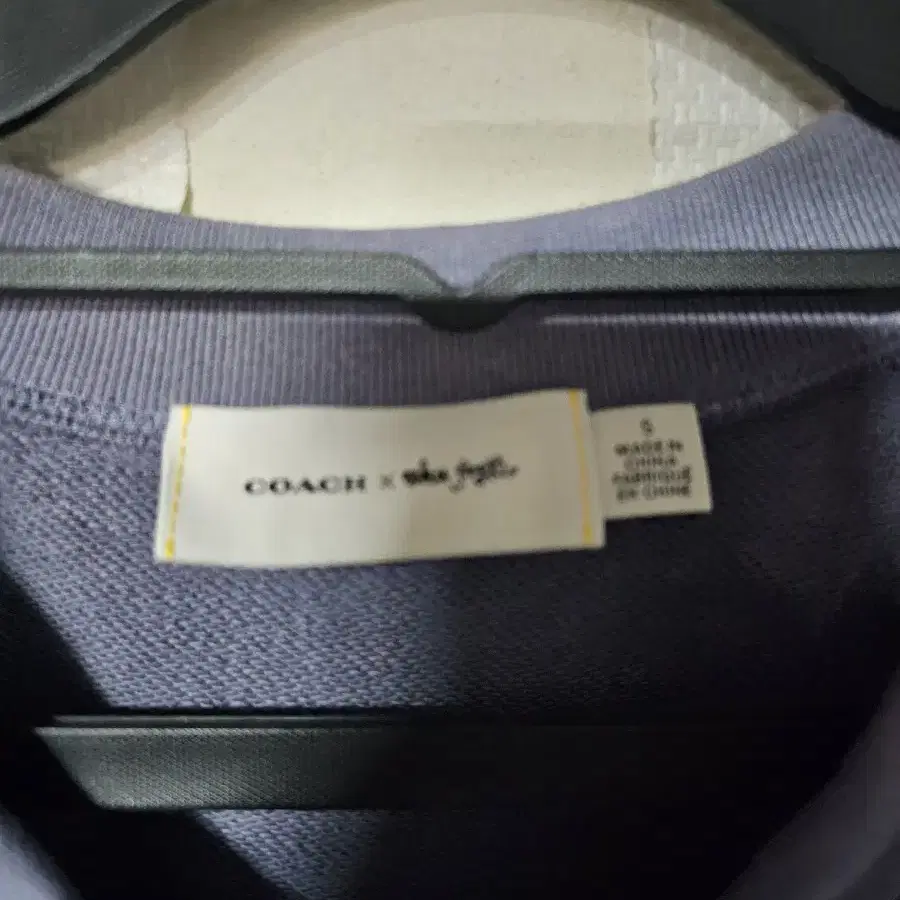 COACH ×
S
MADE IN
CHINA
FABRIQUÉ
EN CHINE